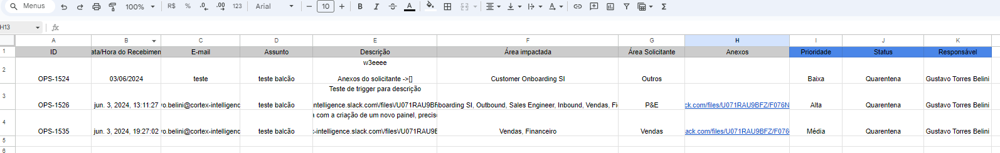 Menus 100% R$ % .0 .00 123 Arial 10 B I S A Σ
H13 fx
A B C D E F G H I J K
1 ID ata/Hora do Recebimen E-mail Assunto Descrição Área impactada Área Solicitante Anexos Prioridade Status Responsável
w3eeee
2
OPS-1524 03/06/2024 teste teste balcão Anexos do solicitante ->[] Customer Onboarding SI Outros Baixa Quarentena Gustavo Torres Belini
Teste de trigger para descrição
3
OPS-1526 jun. 3, 2024, 13:11:27 vo.belini@cortex-intelligenc teste balcão ntelligence.slack.com\/files\/U071RAU9BF nboarding SI, Outbound, Sales Engineer, Inbound, Vendas, Fi P&E ck.com/files/U071RAU9BFZ/F076N Alta Quarentena Gustavo Torres Belini
a com a criação de um novo painel, precis
4
OPS-1535 jun. 3, 2024, 19:27:02 vo.belini@cortex-intelligenc teste balcão -intelligence.slack.com\/files\/U071RAU9B Vendas, Financeiro Vendas ack.com/files/U071RAU9BFZ/F076 Média Quarentena Gustavo Torres Belini
5
6